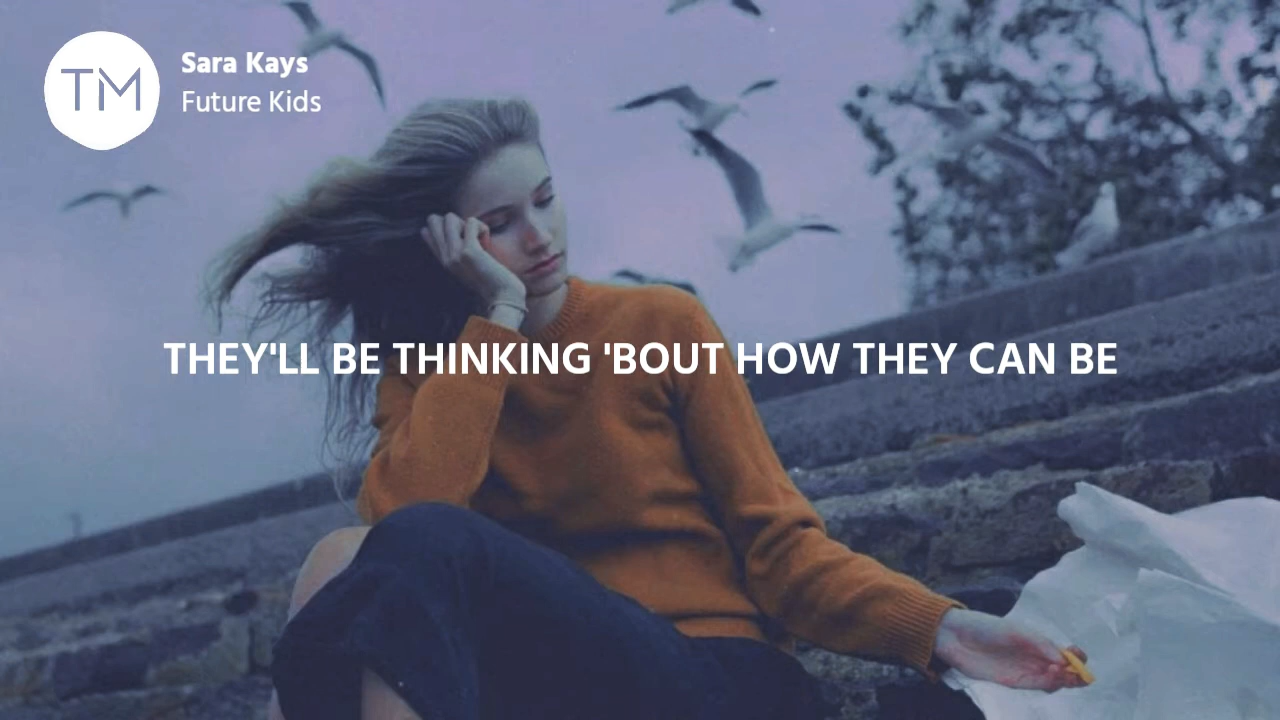 TM
Sara Kays
Future Kids
THEY'LL BE THINKING 'BOUT HOW THEY CAN BE